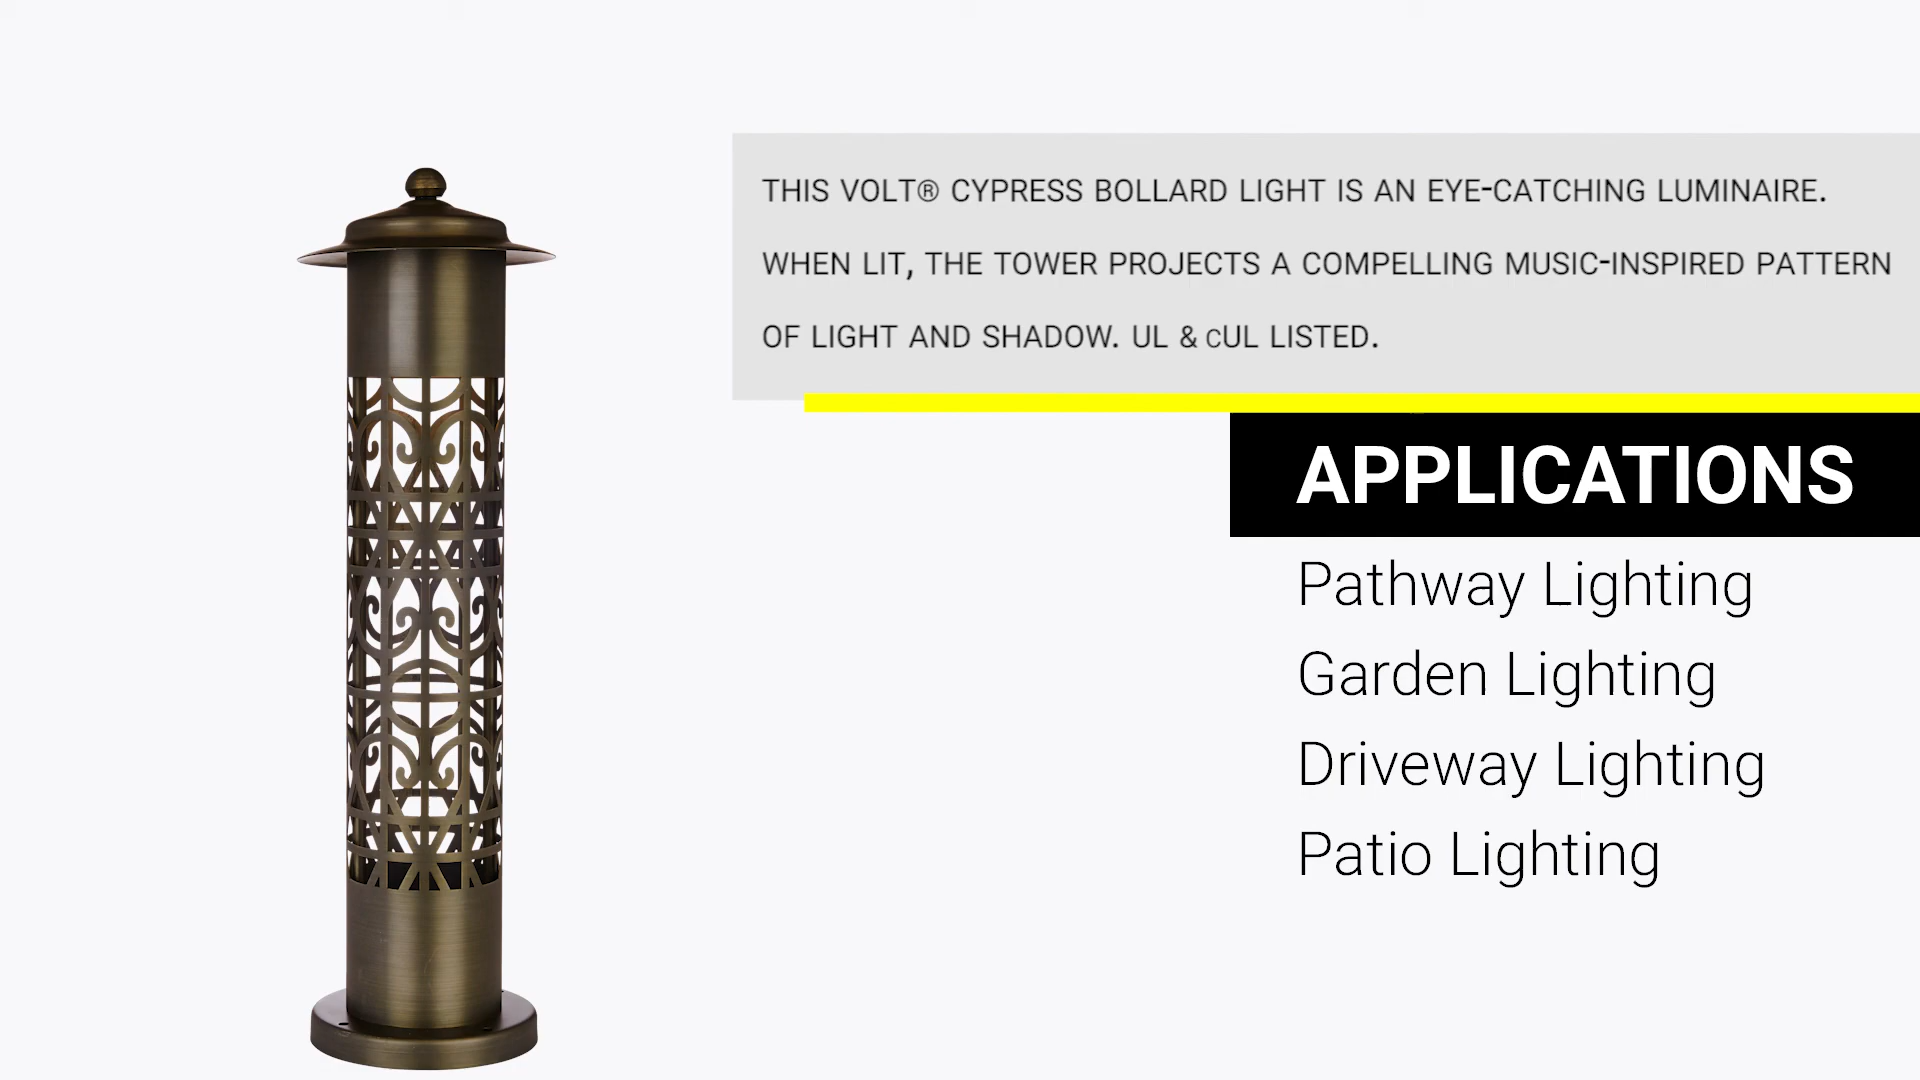 THIS VOLT® CYPRESS BOLLARD LIGHT IS AN EYE-CATCHING LUMINAIRE.
WHEN LIT, THE TOWER PROJECTS A COMPELLING MUSIC-INSPIRED PATTERN
OF LIGHT AND SHADOW. UL & cUL LISTED.
APPLICATIONS
Pathway Lighting
Garden Lighting
Driveway Lighting
Patio Lighting